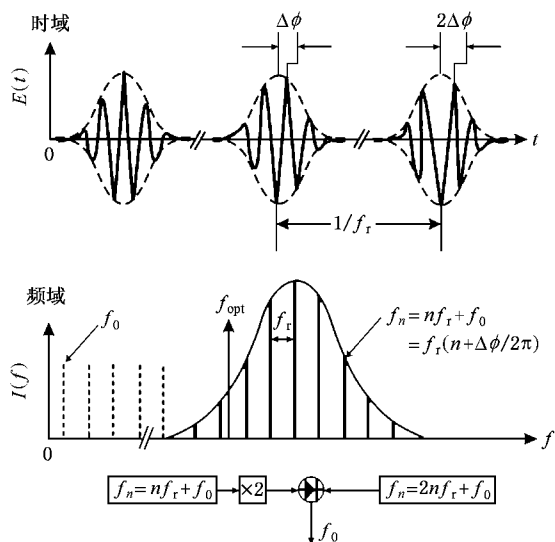 时域
Δϕ
2Δϕ
E(t)
0
t
1/f_r
频域
f_0
f_opt
f_r
f_n=nf_r+f_0
=f_r(n+Δϕ/2π)
I(f)
0
f
f_n=nf_r+f_0
×2
f_n=2nf_r+f_0
f_0